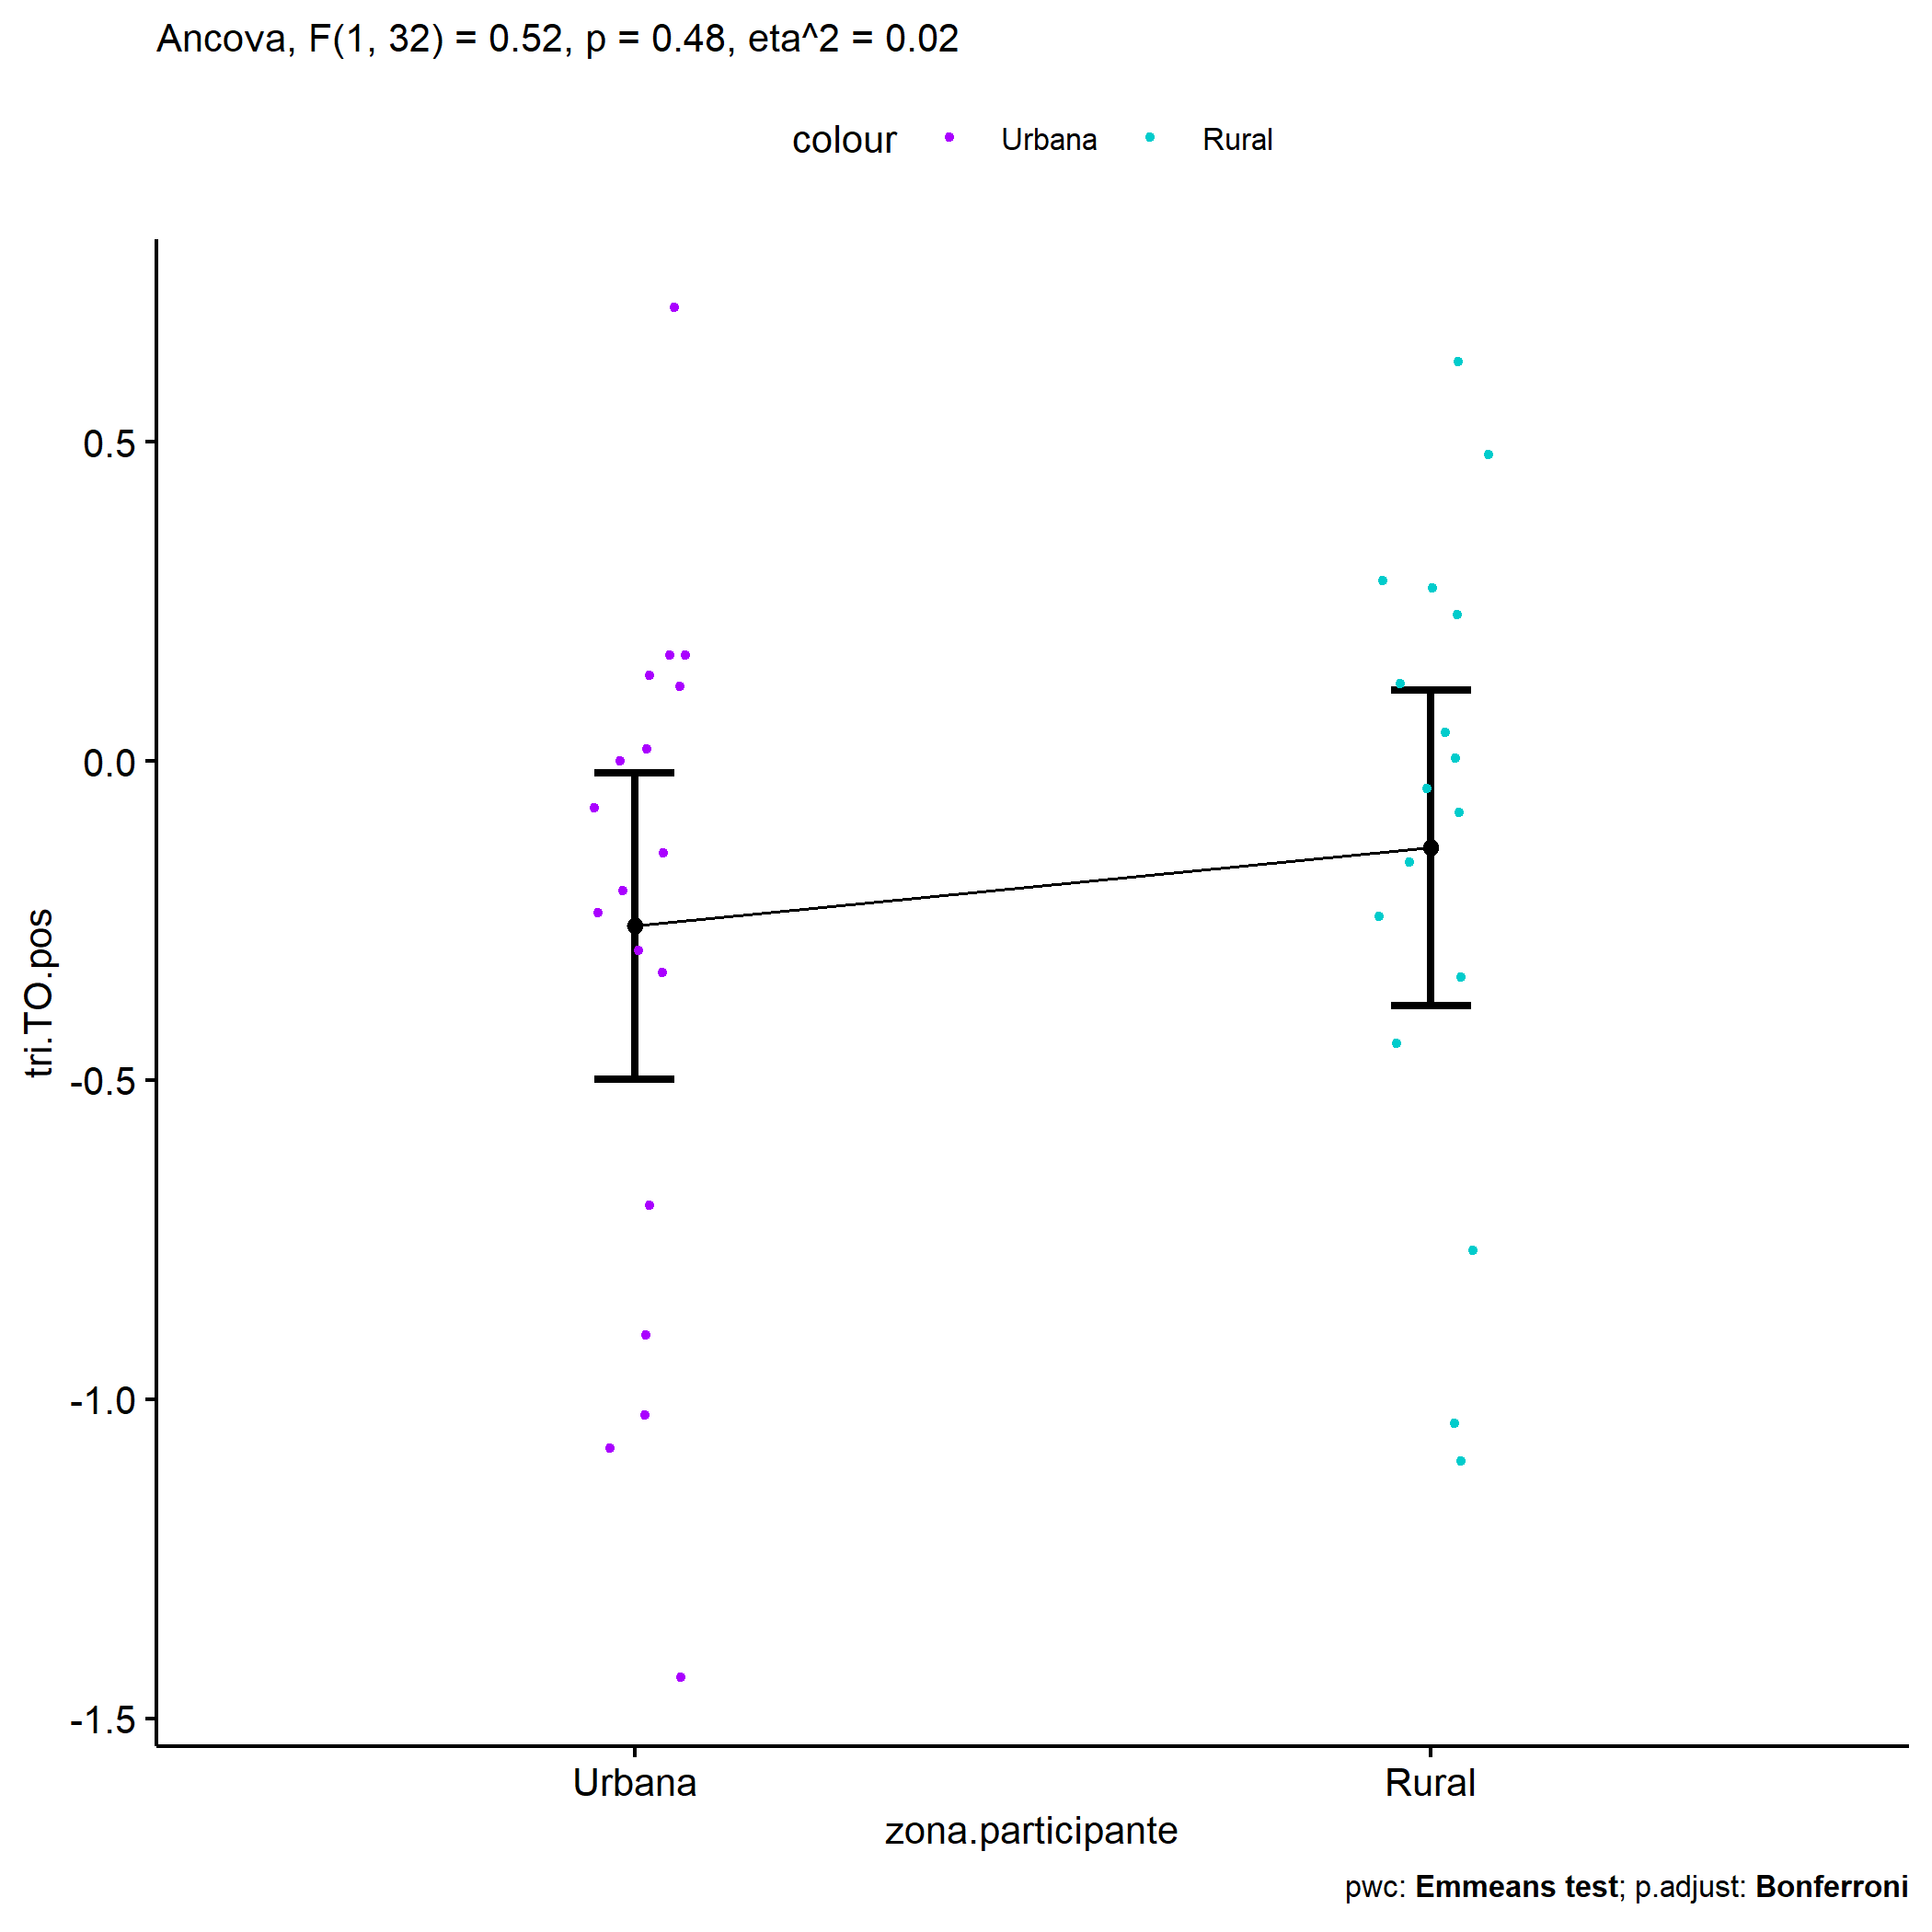 Ancova, F(1, 32) = 0.52, p = 0.48, eta^2 = 0.02
colour Urbana Rural
0.5
0.0
-0.5
-1.0
-1.5
tri.TO.pos
Urbana Rural
zona.participante
pwc: Emmeans test; p.adjust: Bonferroni